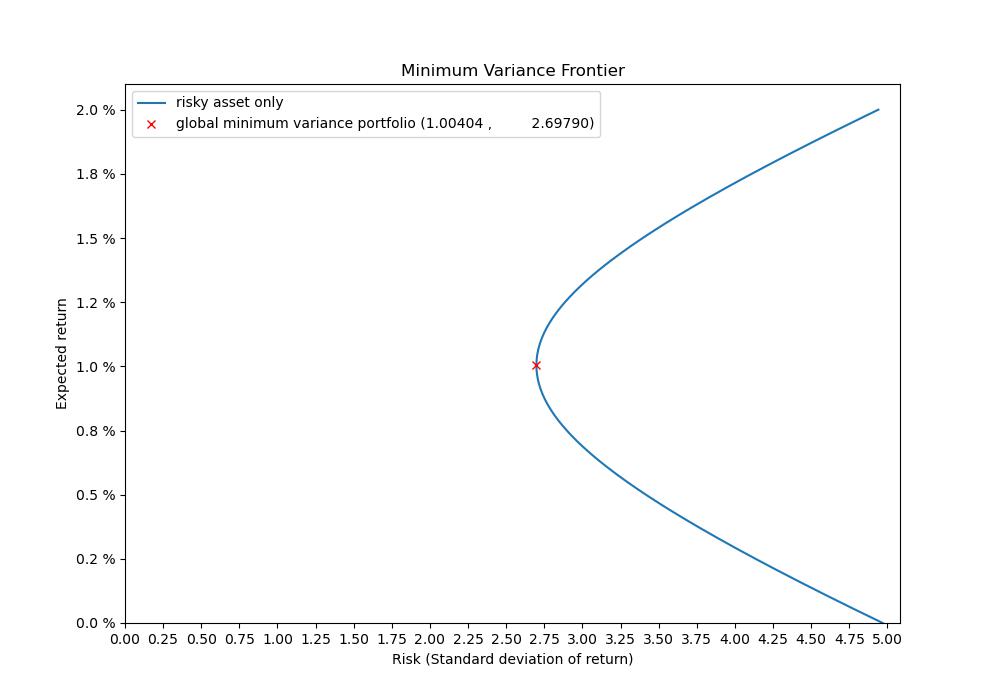 Minimum Variance Frontier
risky asset only
global minimum variance portfolio (1.00404 , 2.69790)
Expected return
2.0 %
1.8 %
1.5 %
1.2 %
1.0 %
0.8 %
0.5 %
0.2 %
0.0 %
0.00 0.25 0.50 0.75 1.00 1.25 1.50 1.75 2.00 2.25 2.50 2.75 3.00 3.25 3.50 3.75 4.00 4.25 4.50 4.75 5.00
Risk (Standard deviation of return)